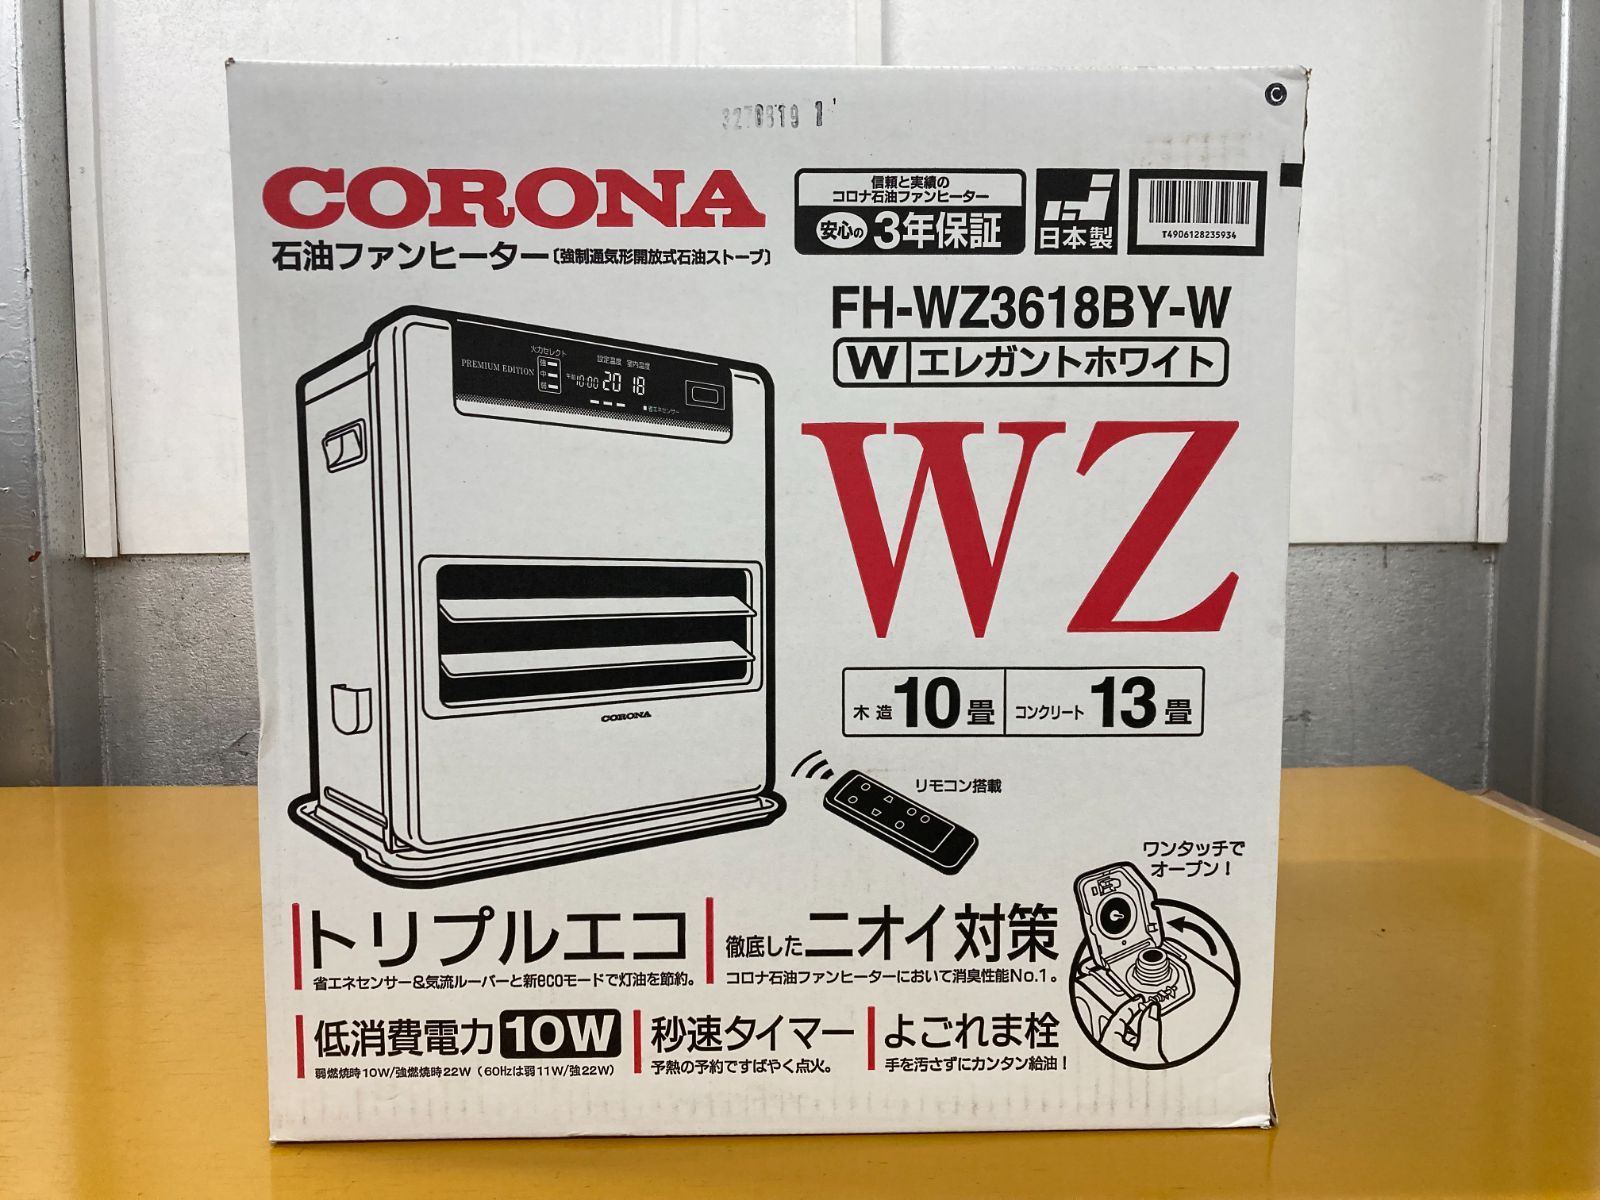 ©
CORONA
石油ファンヒーター〔強制通気形開放式石油ストーブ〕
信頼と実績の
コロナ石油ファンヒーター
安心の 3年保証
日本製
T4906128235934
FH-WZ3618BY-W
W エレガントホワイト
PREMIUM EDITION
火力セレクト
強
中
弱
設定温度 室内温度
午前 10:00 20 18
省エネセンサー
WZ
CORONA
木造 10畳 コンクリート 13畳
リモコン搭載
ワンタッチで
オープン!
トリプルエコ
省エネセンサー&気流ルーバーと新ecoモードで灯油を節約。
徹底した ニオイ対策
コロナ石油ファンヒーターにおいて消臭性能No.1。
低消費電力 10W
弱燃焼時10W/強燃焼時22W (60Hzは弱11W/強22W)
秒速タイマー
予熱の予約ですばやく点火。
よごれま栓
手を汚さずにカンタン給油!